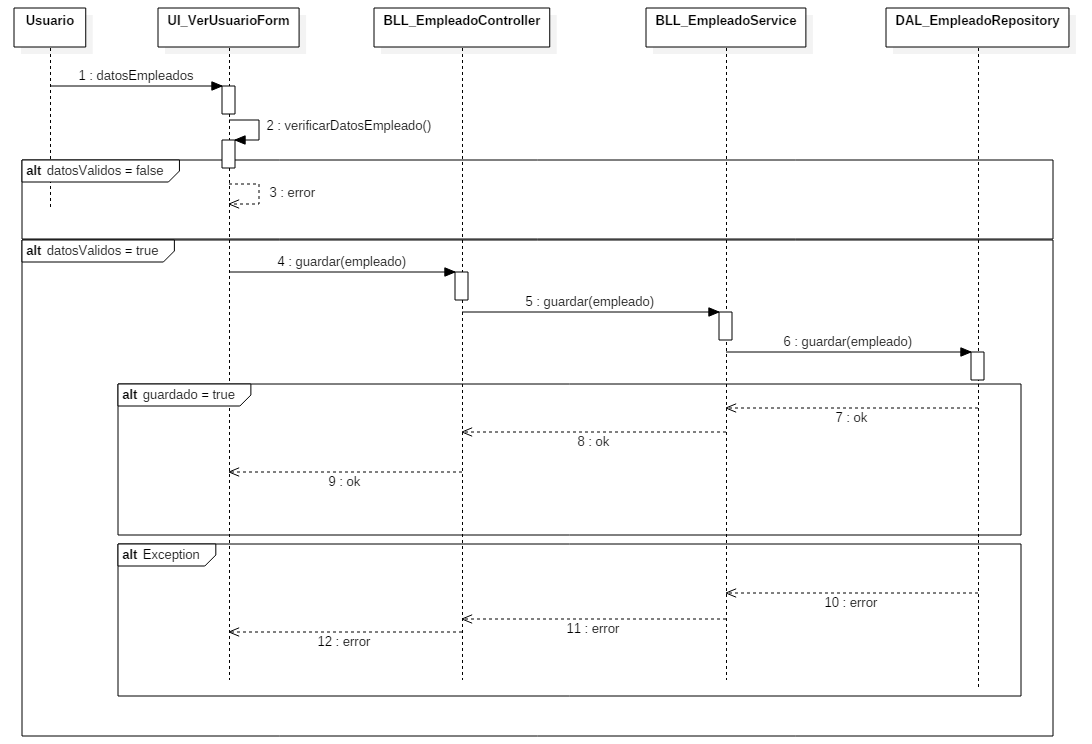 Usuario
UI_VerUsuarioForm
BLL_EmpleadoController
BLL_EmpleadoService
DAL_EmpleadoRepository
1 : datosEmpleados
2 : verificarDatosEmpleado()
alt datosValidos = false
3 : error
alt datosValidos = true
4 : guardar(empleado)
5 : guardar(empleado)
6 : guardar(empleado)
alt guardado = true
7 : ok
8 : ok
9 : ok
alt Exception
10 : error
11 : error
12 : error